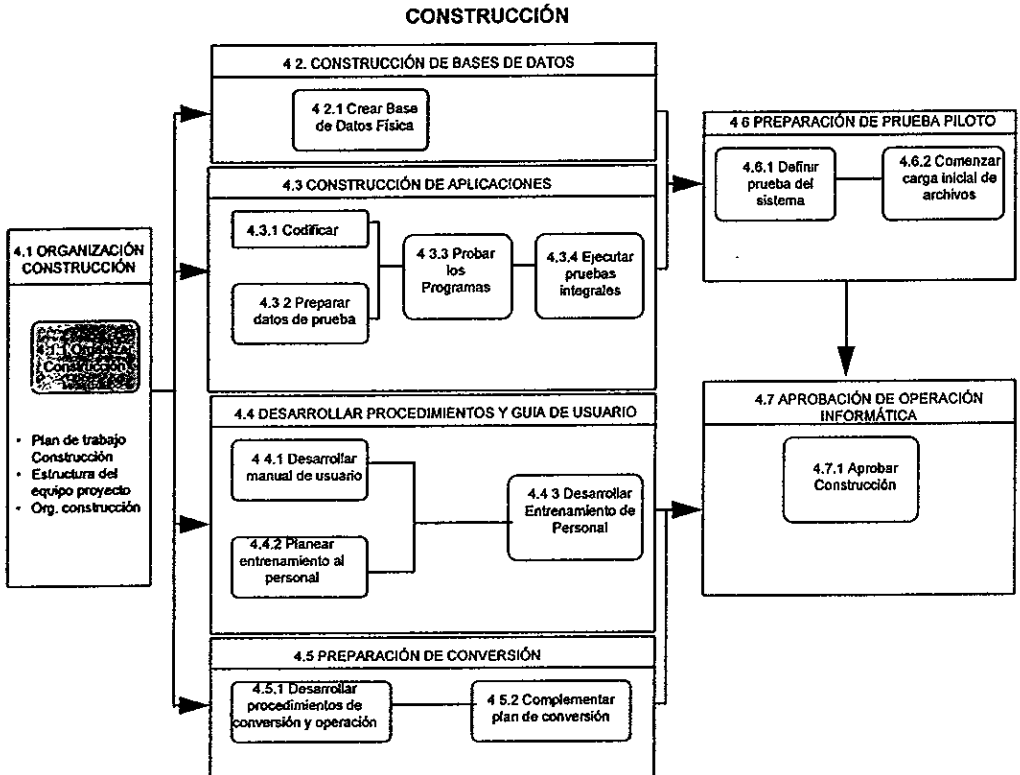 CONSTRUCCIÓN
4.1 ORGANIZACIÓN
CONSTRUCCIÓN
4.1.1 Organizar
Construcción
• Plan de trabajo
Construcción
• Estructura del
equipo proyecto
• Org. construcción
4 2. CONSTRUCCIÓN DE BASES DE DATOS
4 2.1 Crear Base
de Datos Física
4.3 CONSTRUCCIÓN DE APLICACIONES
4.3.1 Codificar
4.3 2 Preparar
datos de prueba
4 3.3 Probar
los
Programas
4.3.4 Ejecutar
pruebas
integrales
4.4 DESARROLLAR PROCEDIMIENTOS Y GUIA DE USUARIO
4 4.1 Desarrollar
manual de usuario
4.4.2 Planear
entrenamiento al
personal
4.4 3 Desarrollar
Entrenamiento de
Personal
4.5 PREPARACIÓN DE CONVERSIÓN
4.5.1 Desarrollar
procedimientos de
conversión y operación
4 5.2 Complementar
plan de conversión
4 6 PREPARACIÓN DE PRUEBA PILOTO
4.6.1 Definir
prueba del
sistema
4.6.2 Comenzar
carga inicial de
archivos
4.7 APROBACIÓN DE OPERACIÓN
INFORMÁTICA
4.7.1 Aprobar
Construcción